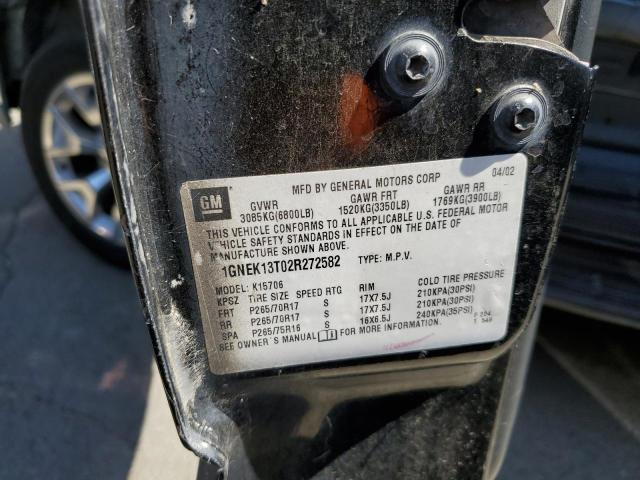 GM
MFD BY GENERAL MOTORS CORP 04/02
GVWR GAWR FRT GAWR RR
3085KG(6800LB) 1520KG(3350LB) 1769KG(3900LB)
THIS VEHICLE CONFORMS TO ALL APPLICABLE U.S. FEDERAL MOTOR
VEHICLE SAFETY STANDARDS IN EFFECT ON THE DATE OF
MANUFACTURE SHOWN ABOVE.
1GNEK13T02R272582 TYPE: M.P.V.
MODEL: K15706
KPSZ TIRE SIZE SPEED RTG RIM COLD TIRE PRESSURE
FRT P265/70R17 S 17X7.5J 210KPA(30PSI)
RR P265/70R17 S 17X7.5J 210KPA(30PSI)
SPA P265/75R16 S 16X6.5J 240KPA(35PSI)
SEE OWNER'S MANUAL FOR MORE INFORMATION.